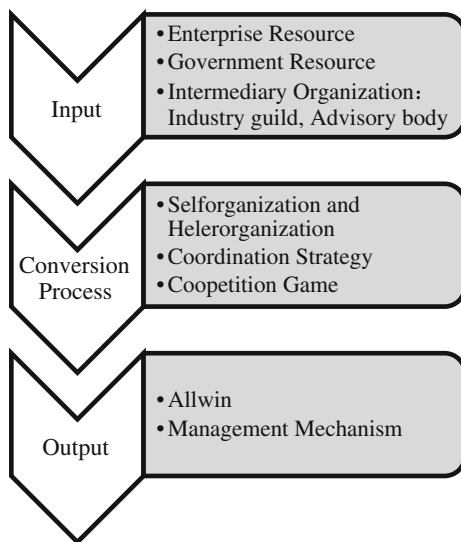 Input
• Enterprise Resource
• Government Resource
• Intermediary Organization:
Industry guild, Advisory body
Conversion
Process
• Selforganization and
Helerorganization
• Coordination Strategy
• Coopetition Game
Output
• Allwin
• Management Mechanism